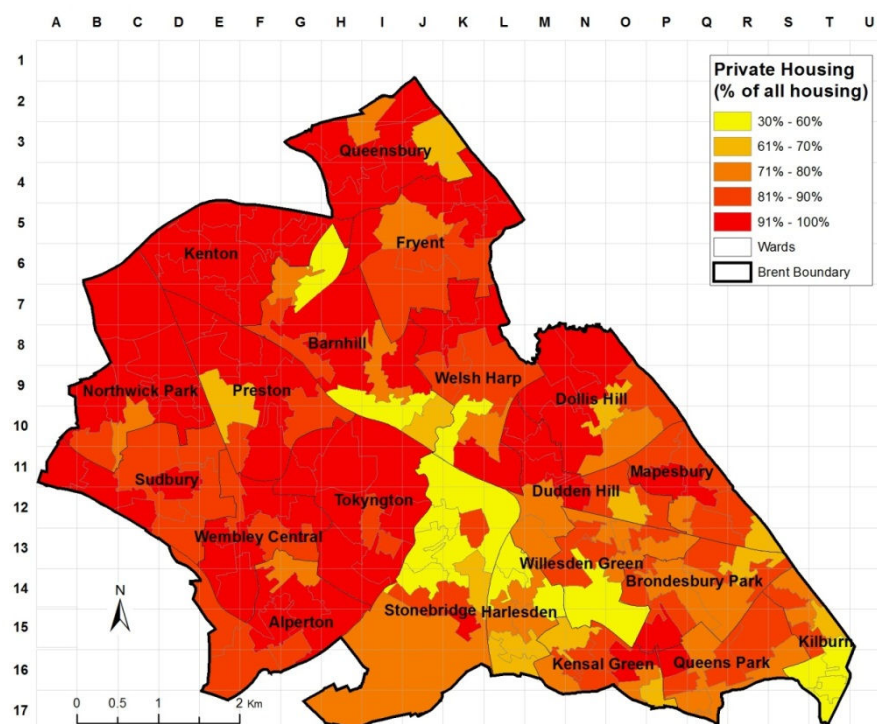 A B C D E F G H I J K L M N O P Q R S T U
1
2
3
4
5
6
7
8
9
10
11
12
13
14
15
16
17
Private Housing
(% of all housing)
30% - 60%
61% - 70%
71% - 80%
81% - 90%
91% - 100%
Wards
Brent Boundary
Queensbury
Kenton
Fryent
Barnhill
Welsh Harp
Northwick Park
Preston
Dollis Hill
Sudbury
Mapesbury
Tokyngton
Dudden Hill
Wembley Central
Willesden Green
Brondesbury Park
Stonebridge
Harlesden
Alperton
Kilburn
Kensal Green
Queens Park
N
0 0.5 1 2 Km